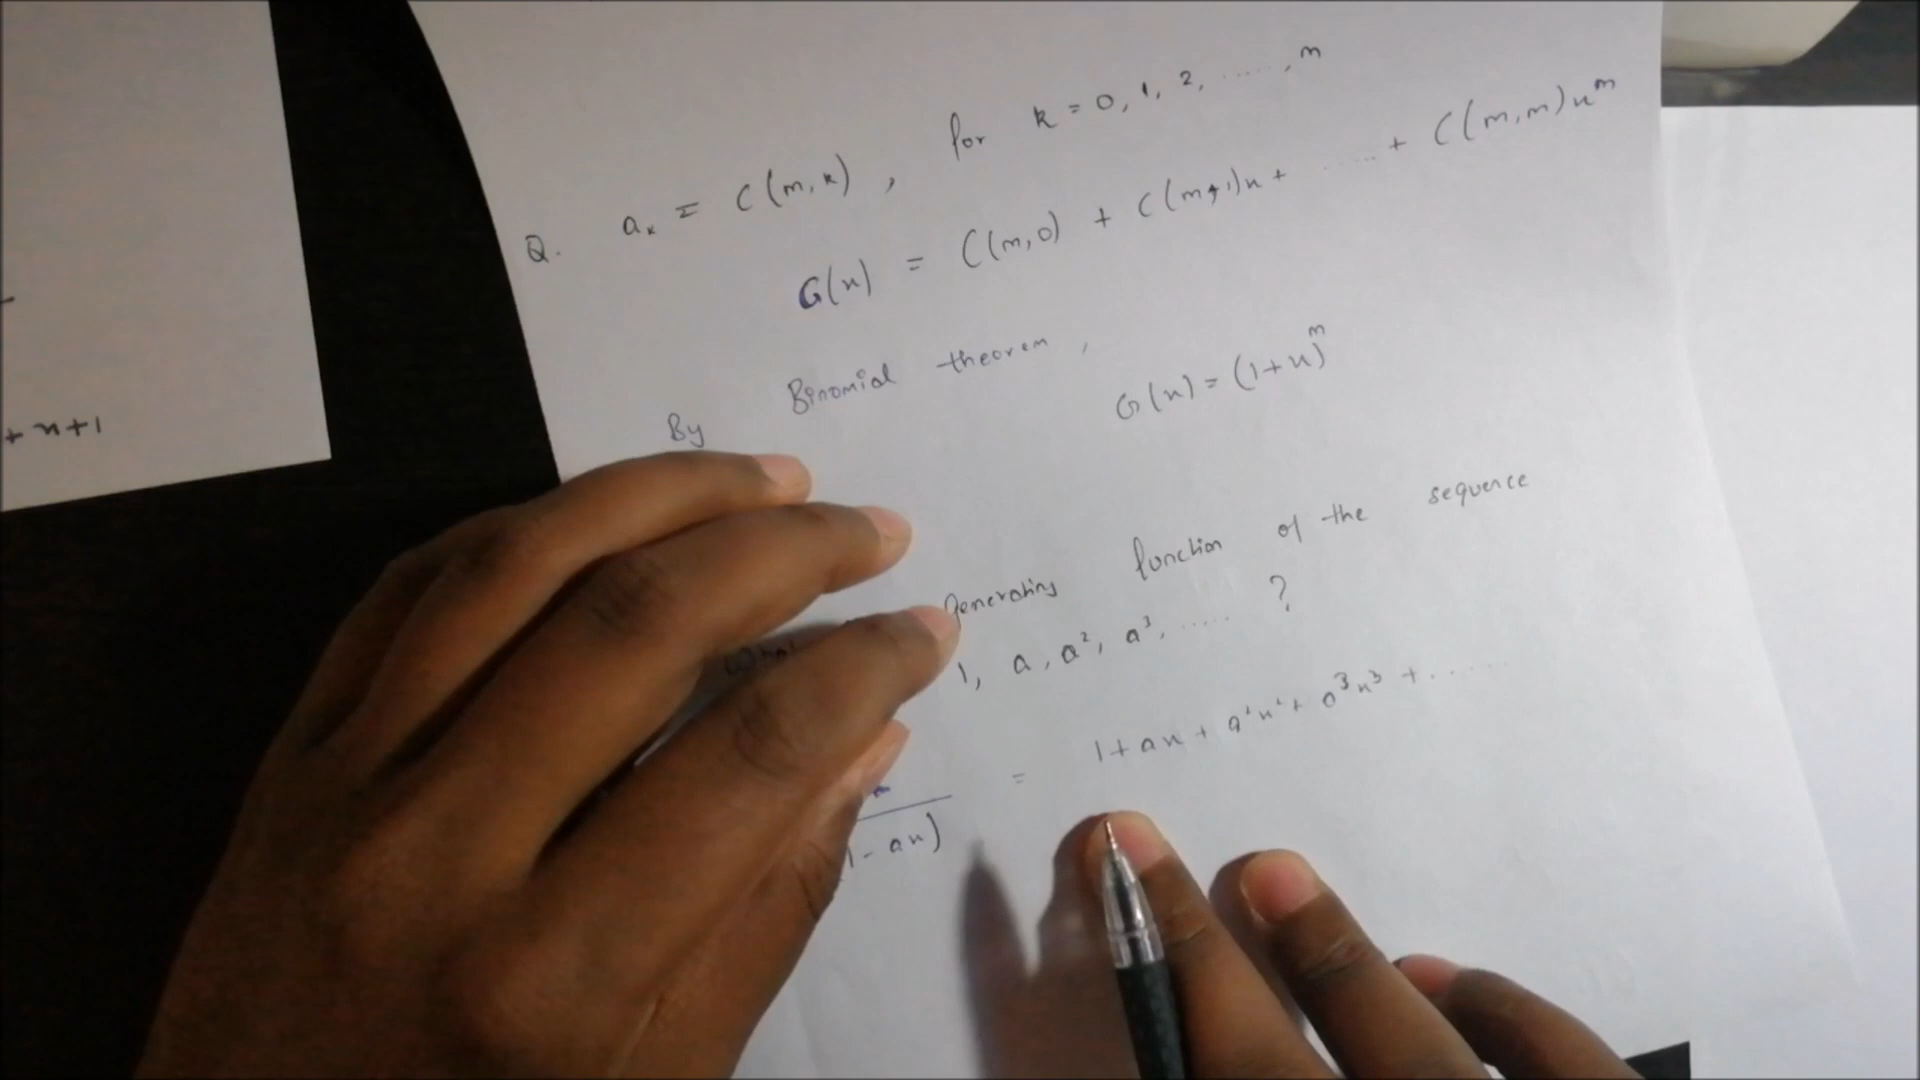 Q. aₖ = C(m,k), for k = 0, 1, 2, ....., m
G(x) = C(m,0) + C(m,1)x + ..... + C(m,m)x^m
By Binomial theorem, G(x) = (1+x)^m
generating function of the sequence
1, a, a², a³, ..... ?
= 1 + ax + a²x² + a³x³ + .....
1 - ax)
+ x+1